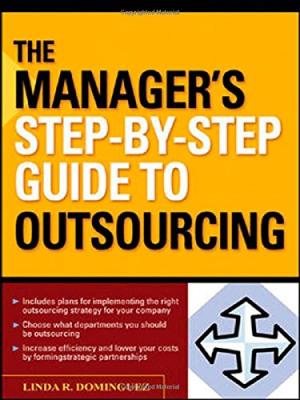 THE
MANAGER'S
STEP-BY-STEP
GUIDE TO
OUTSOURCING
Includes plans for implementing the right
outsourcing strategy for your company
Choose what departments you should
be outsourcing
Increase efficiency and lower your costs
by formingstrategic partnerships
LINDA R. DOMINGUEZ